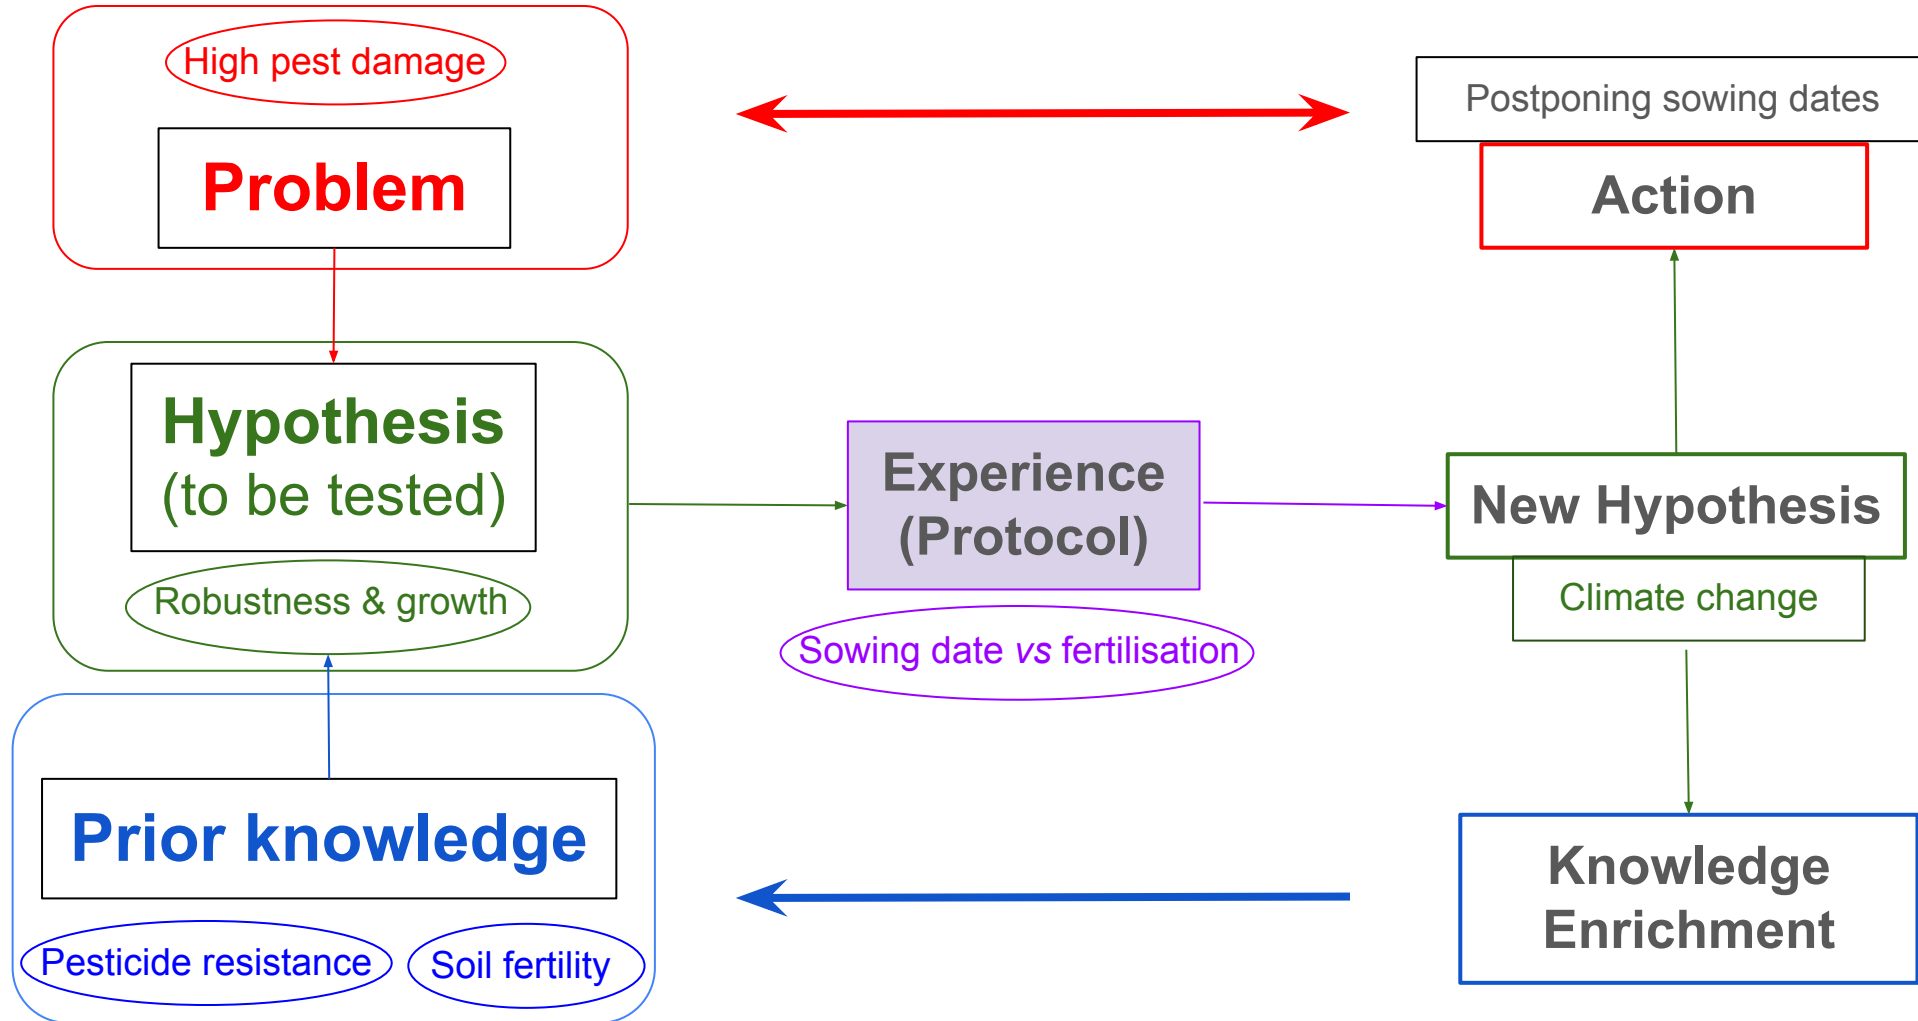 High pest damage
Problem
Hypothesis
(to be tested)
Robustness & growth
Prior knowledge
Pesticide resistance
Soil fertility
Experience
(Protocol)
Sowing date vs fertilisation
Postponing sowing dates
Action
New Hypothesis
Climate change
Knowledge
Enrichment